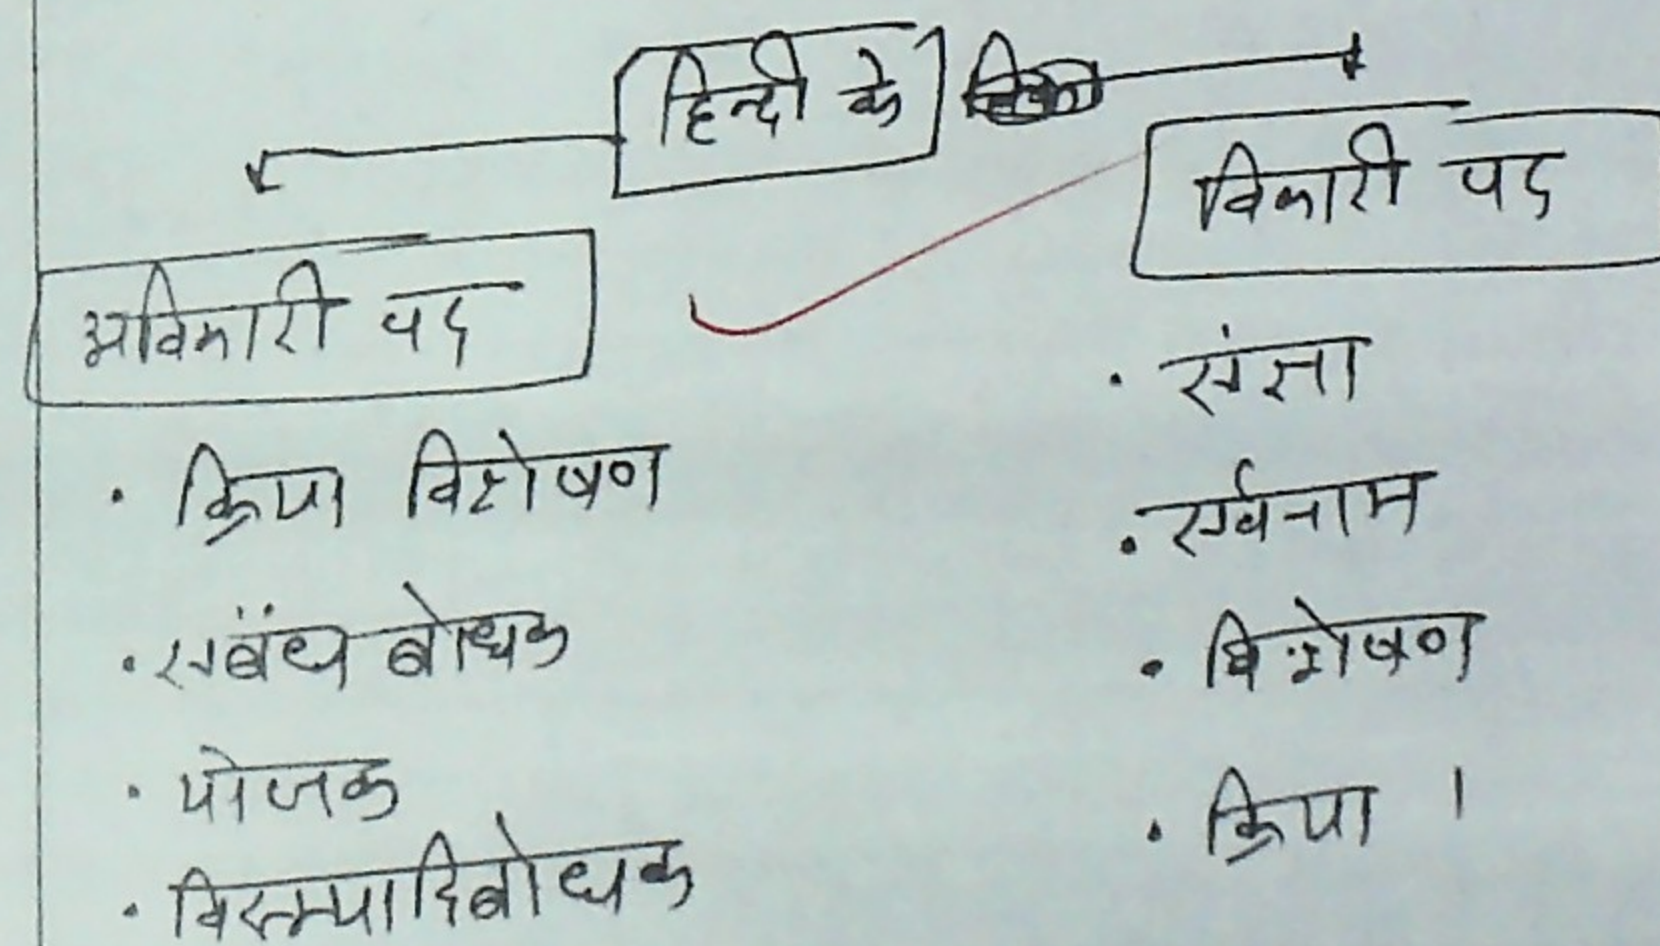 हिन्दी के
विकारी पद
अविकारी पद
• संज्ञा
• क्रिया विशेषण
• सर्वनाम
• संबंध बोधक
• विशेषण
• योजक
• क्रिया ।
• विस्मयादिबोधक